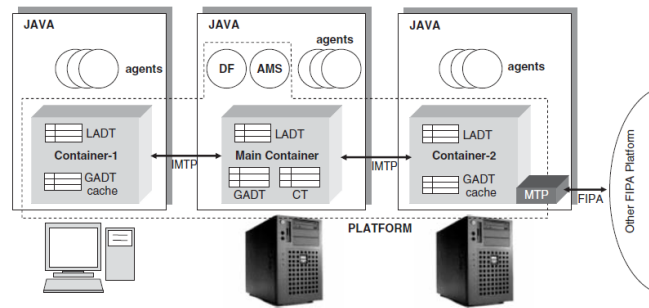 JAVA
JAVA
JAVA
agents
DF
AMS
agents
agents
LADT
Container-1
GADT
cache
IMTP
LADT
Main Container
GADT
CT
IMTP
LADT
Container-2
GADT
cache
MTP
FIPA
Other FIPA Platform
PLATFORM